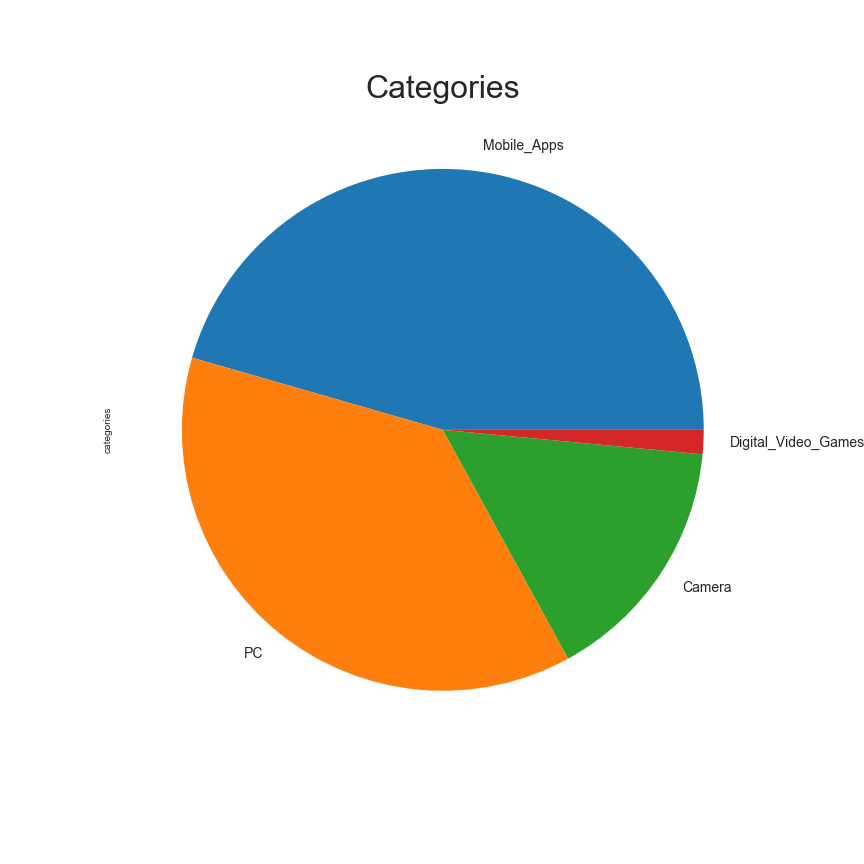 Categories
Mobile_Apps
categories
Digital_Video_Games
Camera
PC